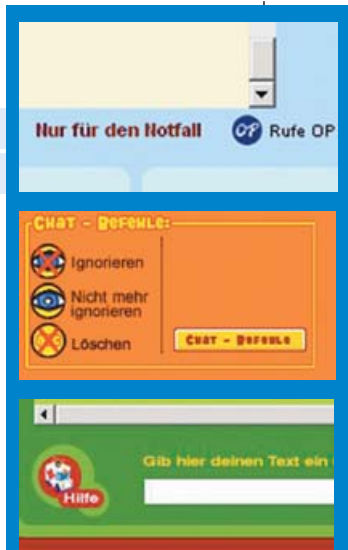 Nur für den Notfall
OP Rufe OP
CHAT - BEFEHLE:
Ignorieren
Nicht mehr
ignorieren
Löschen
CHAT - BEFEHLE
Gib hier deinen Text ein
Hilfe